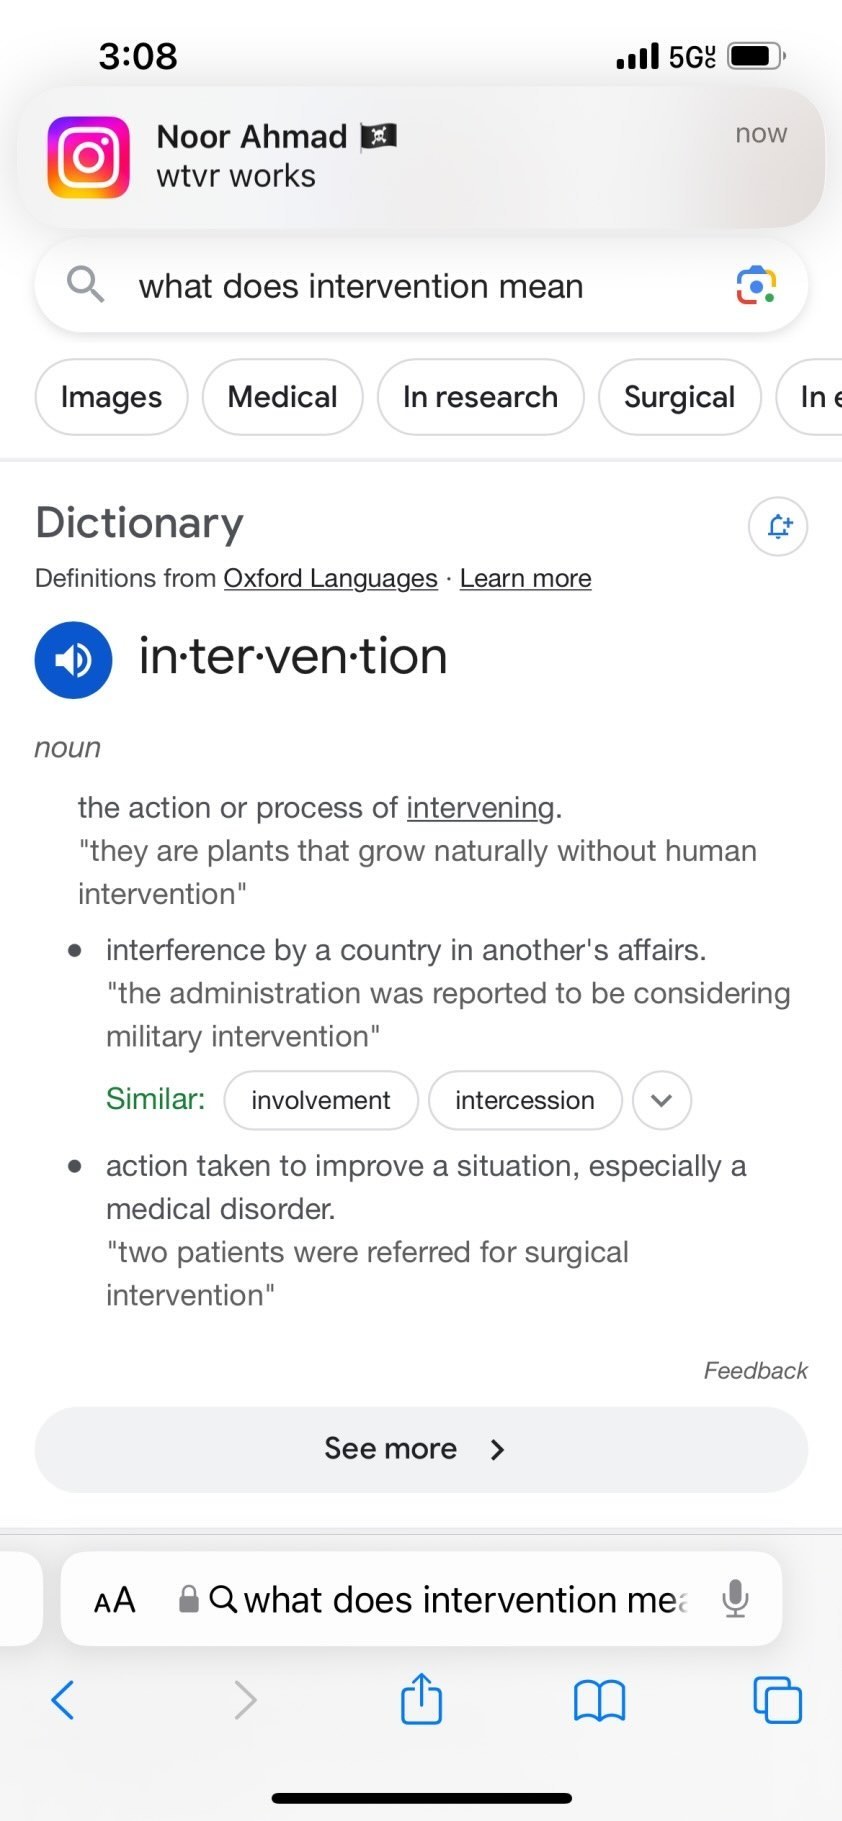 3:08
5G UC
Noor Ahmad 🏴‍☠️
now
wtvr works
what does intervention mean
Images
Medical
In research
Surgical
In e
Dictionary
Definitions from Oxford Languages · Learn more
in·ter·ven·tion
noun
the action or process of intervening.
"they are plants that grow naturally without human
intervention"
• interference by a country in another's affairs.
"the administration was reported to be considering
military intervention"
Similar: involvement intercession
• action taken to improve a situation, especially a
medical disorder.
"two patients were referred for surgical
intervention"
Feedback
See more
AA what does intervention mea